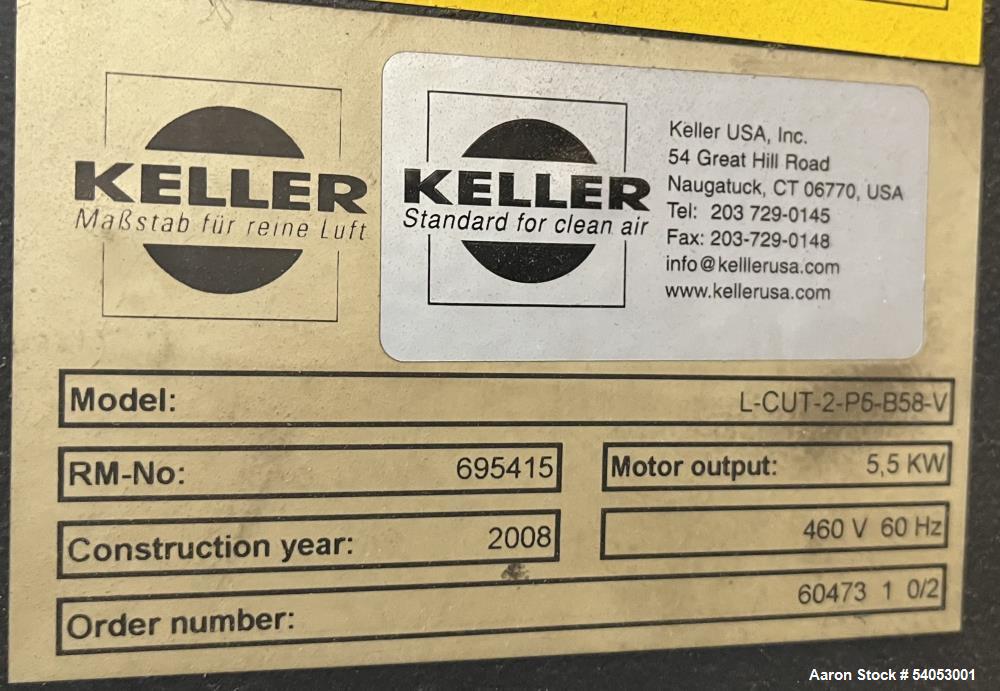 KELLER
Maßstab für reine Luft
KELLER
Standard for clean air
Keller USA, Inc.
54 Great Hill Road
Naugatuck, CT 06770, USA
Tel: 203 729-0145
Fax: 203-729-0148
info@kelllerusa.com
www.kellerusa.com
Model: L-CUT-2-P6-B58-V
RM-No: 695415
Motor output: 5,5 KW
Construction year: 2008
460 V 60 Hz
Order number: 60473 1 0/2
Aaron Stock # 54053001